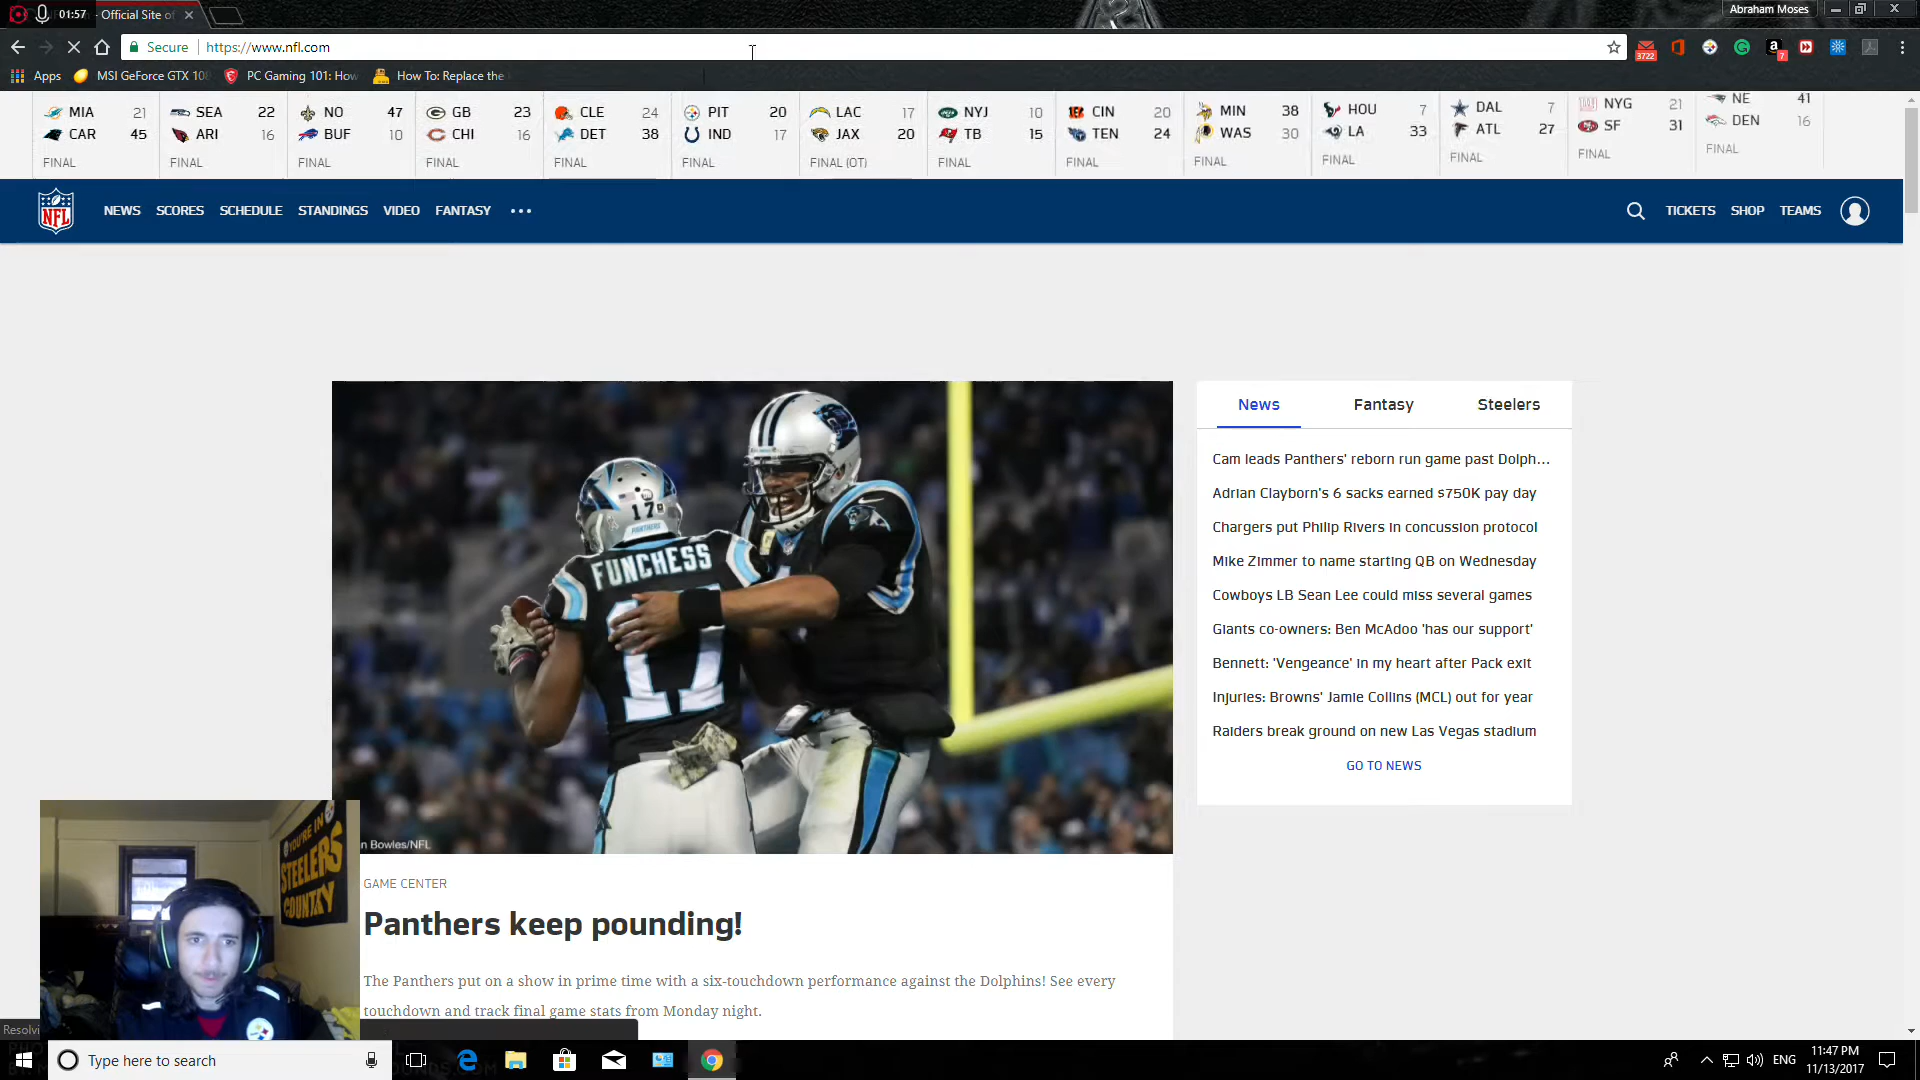 01:57
- Official Site of
Abraham Moses
Secure
https://www.nfl.com
3722
7
Apps
MSI GeForce GTX 108
PC Gaming 101: How
How To: Replace the
MIA 21
CAR 45
FINAL
SEA 22
ARI 16
FINAL
NO 47
BUF 10
FINAL
GB 23
CHI 16
FINAL
CLE 24
DET 38
FINAL
PIT 20
IND 17
FINAL
LAC 17
JAX 20
FINAL (OT)
NYJ 10
TB 15
FINAL
CIN 20
TEN 24
FINAL
MIN 38
WAS 30
FINAL
HOU 7
LA 33
FINAL
DAL 7
ATL 27
FINAL
NYG 21
SF 31
FINAL
NE 41
DEN 16
FINAL
NFL
NEWS SCORES SCHEDULE STANDINGS VIDEO FANTASY
TICKETS SHOP TEAMS
FUNCHESS
17
17
PANTHERS
n Bowles/NFL
News Fantasy Steelers
Cam leads Panthers' reborn run game past Dolph...
Adrian Clayborn's 6 sacks earned $750K pay day
Chargers put Philip Rivers in concussion protocol
Mike Zimmer to name starting QB on Wednesday
Cowboys LB Sean Lee could miss several games
Giants co-owners: Ben McAdoo 'has our support'
Bennett: 'Vengeance' in my heart after Pack exit
Injuries: Browns' Jamie Collins (MCL) out for year
Raiders break ground on new Las Vegas stadium
GO TO NEWS
GAME CENTER
Panthers keep pounding!
The Panthers put on a show in prime time with a six-touchdown performance against the Dolphins! See every
touchdown and track final game stats from Monday night.
YOU'RE IN
STEELERS
COUNTRY
Resolvi
Type here to search
ENG
11:47 PM
11/13/2017